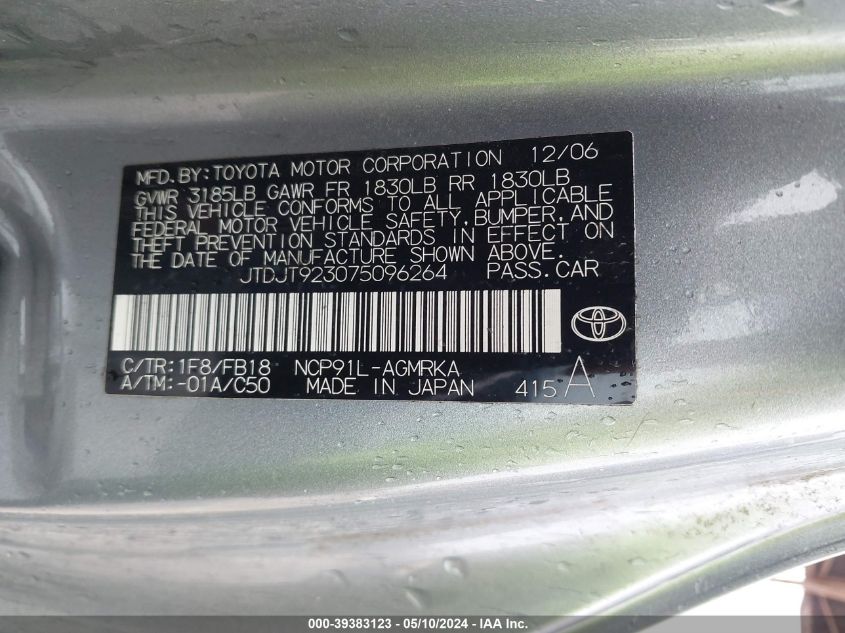 MFD.BY:TOYOTA MOTOR CORPORATION 12/06
GVWR 3185LB GAWR FR 1830LB RR 1830LB
THIS VEHICLE CONFORMS TO ALL APPLICABLE
FEDERAL MOTOR VEHICLE SAFETY,BUMPER,AND
THEFT PREVENTION STANDARDS IN EFFECT ON
THE DATE OF MANUFACTURE SHOWN ABOVE.
JTDJT923075096264 PASS.CAR
C/TR:1F8/FB18 NCP91L-AGMRKA
A/TM:-01A/C50 MADE IN JAPAN 415A
000-39383123 — 05/10/2024 — IAA, Inc.